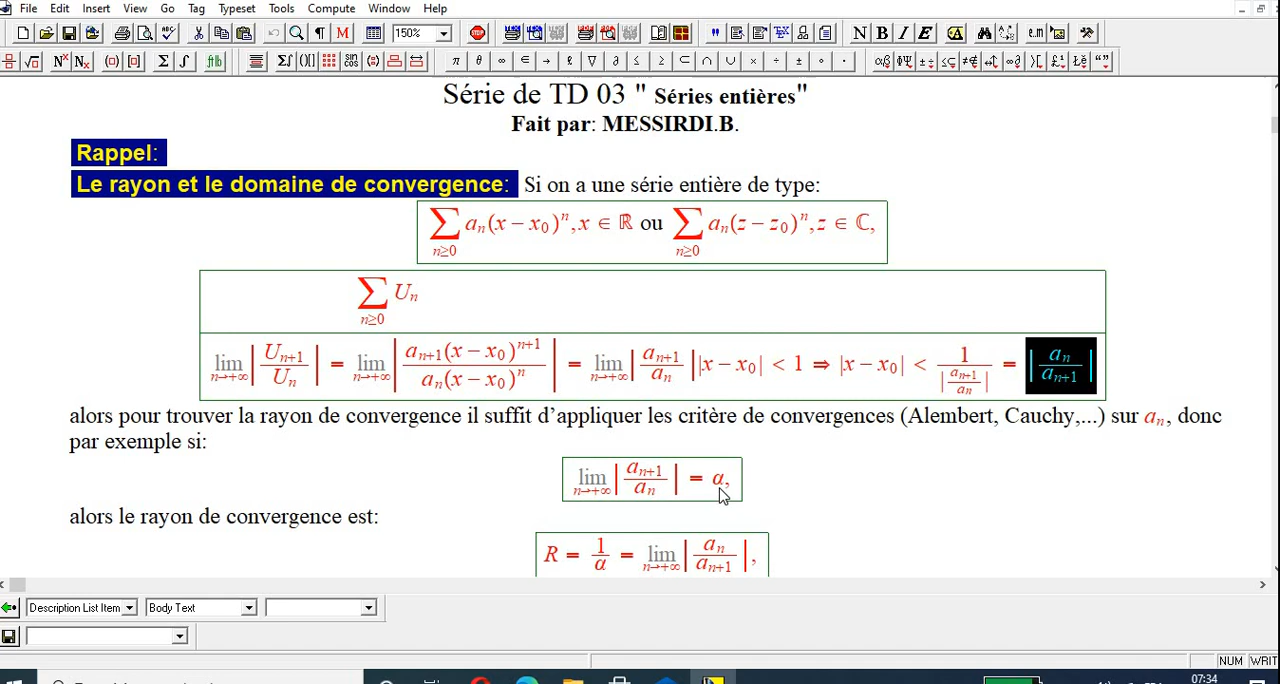 File Edit Insert View Go Tag Typeset Tools Compute Window Help
150%
Série de TD 03 " Séries entières"
Fait par: MESSIRDI.B.
Rappel:
Le rayon et le domaine de convergence: Si on a une série entière de type:
∑_{n≥0} a_n(x − x_0)^n, x ∈ ℝ ou ∑_{n≥0} a_n(z − z_0)^n, z ∈ ℂ,
∑_{n≥0} U_n
lim_{n→+∞} |U_{n+1}/U_n| = lim_{n→+∞} |a_{n+1}(x − x_0)^{n+1}/a_n(x − x_0)^n| = lim_{n→+∞} |a_{n+1}/a_n| |x − x_0| < 1 ⇒ |x − x_0| < 1/|a_{n+1}/a_n| = |a_n/a_{n+1}|
alors pour trouver la rayon de convergence il suffit d'appliquer les critère de convergences (Alembert, Cauchy,...) sur a_n, donc
par exemple si:
lim_{n→+∞} |a_{n+1}/a_n| = α,
alors le rayon de convergence est:
R = 1/α = lim_{n→+∞} |a_n/a_{n+1}|,
Description List Item Body Text
NUM WRIT
07:34